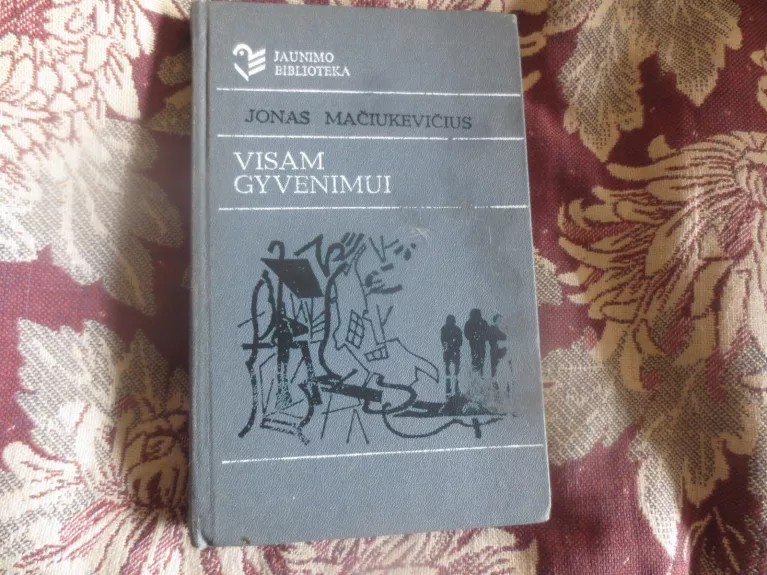 JAUNIMO
BIBLIOTEKA
JONAS MAČIUKEVIČIUS
VISAM
GYVENIMUI